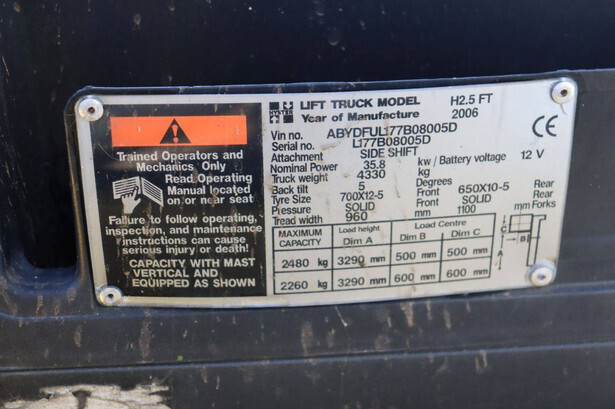 Trained Operators and
Mechanics Only
Read Operating
Manual located
on or near seat
Failure to follow operating,
inspection, and maintenance
instructions can cause
serious injury or death!
CAPACITY WITH MAST
VERTICAL AND
EQUIPPED AS SHOWN
HYSTER LIFT TRUCK MODEL H2.5 FT
Year of Manufacture 2006
Vin no. ABYDFUL177B08005D
Serial no. L177B08005D
Attachment SIDE SHIFT
Nominal Power 35.8 kw / Battery voltage 12 V
Truck weight 4330 kg
Back tilt 5 Degrees
Tyre Size 700X12-5 Front 650X10-5 Rear
Pressure SOLID Front SOLID Rear
Tread width 960 mm 1100 mm Forks
MAXIMUM CAPACITY Load height Dim A Load Centre Dim B Dim C
2480 kg 3290 mm 500 mm 500 mm
2260 kg 3290 mm 600 mm 600 mm
CE
C
B
A